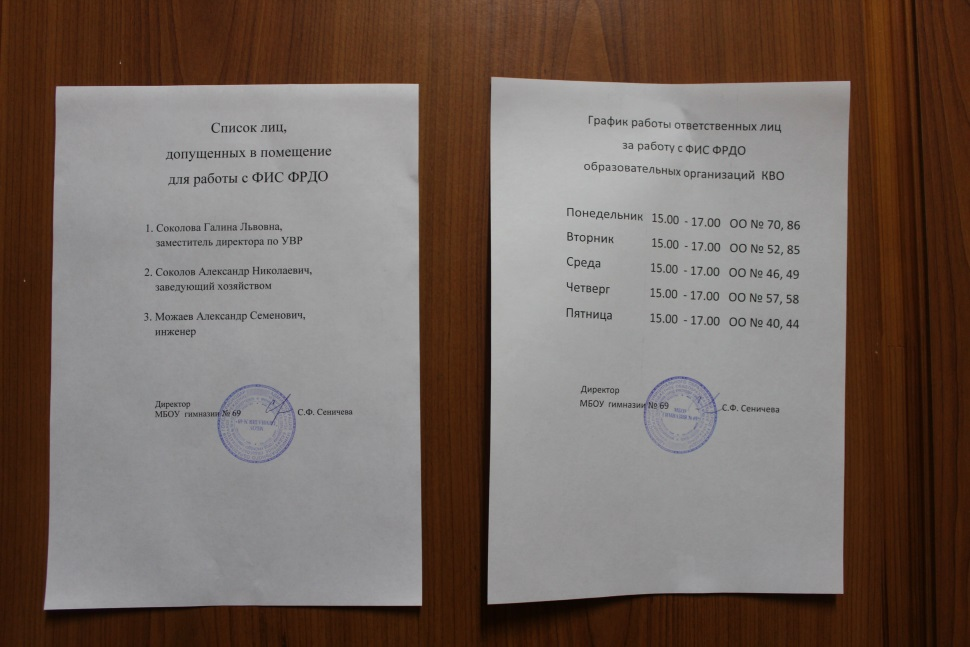 Список лиц,
допущенных в помещение
для работы с ФИС ФРДО
1. Соколова Галина Львовна,
заместитель директора по УВР
2. Соколов Александр Николаевич,
заведующий хозяйством
3. Можаев Александр Семенович,
инженер
Директор
МБОУ гимназии № 69 С.Ф. Сеничева
График работы ответственных лиц
за работу с ФИС ФРДО
образовательных организаций КВО
Понедельник 15.00 - 17.00 ОО № 70, 86
Вторник 15.00 - 17.00 ОО № 52, 85
Среда 15.00 - 17.00 ОО № 46, 49
Четверг 15.00 - 17.00 ОО № 57, 58
Пятница 15.00 - 17.00 ОО № 40, 44
Директор
МБОУ гимназии № 69 С.Ф. Сеничева